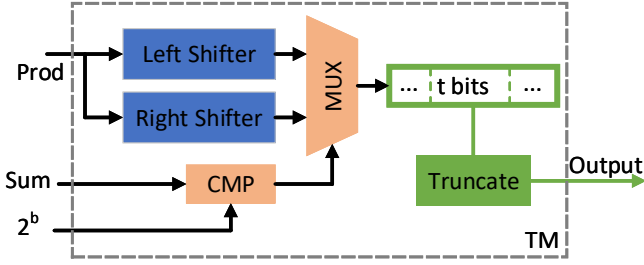 Left Shifter
Prod
Right Shifter
MUX
... t bits ...
Sum
CMP
Truncate
Output
2^b
TM